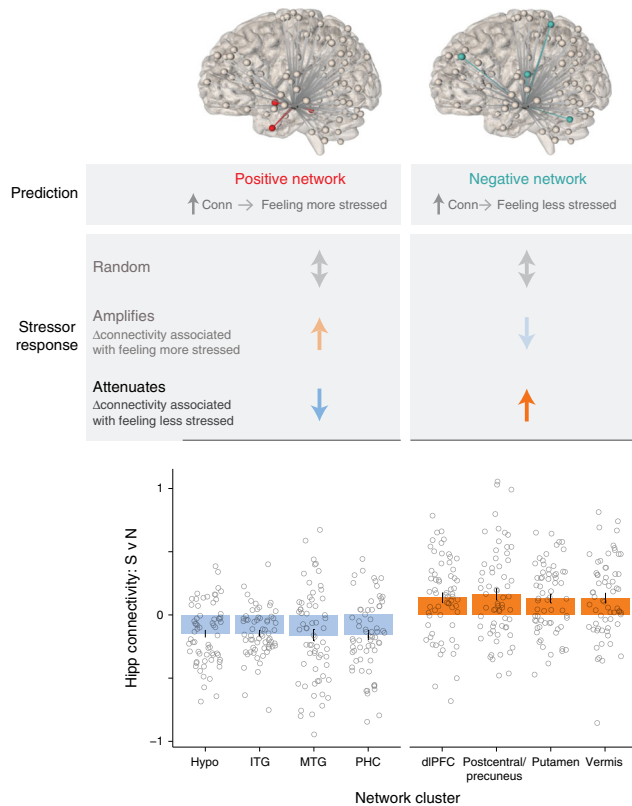 Prediction
Positive network
Conn → Feeling more stressed
Negative network
Conn → Feeling less stressed
Stressor
response
Random
Amplifies
Δconnectivity associated
with feeling more stressed
Attenuates
Δconnectivity associated
with feeling less stressed
Hipp connectivity: S v N
1
0
−1
Hypo
ITG
MTG
PHC
dlPFC
Postcentral/
precuneus
Putamen
Vermis
Network cluster